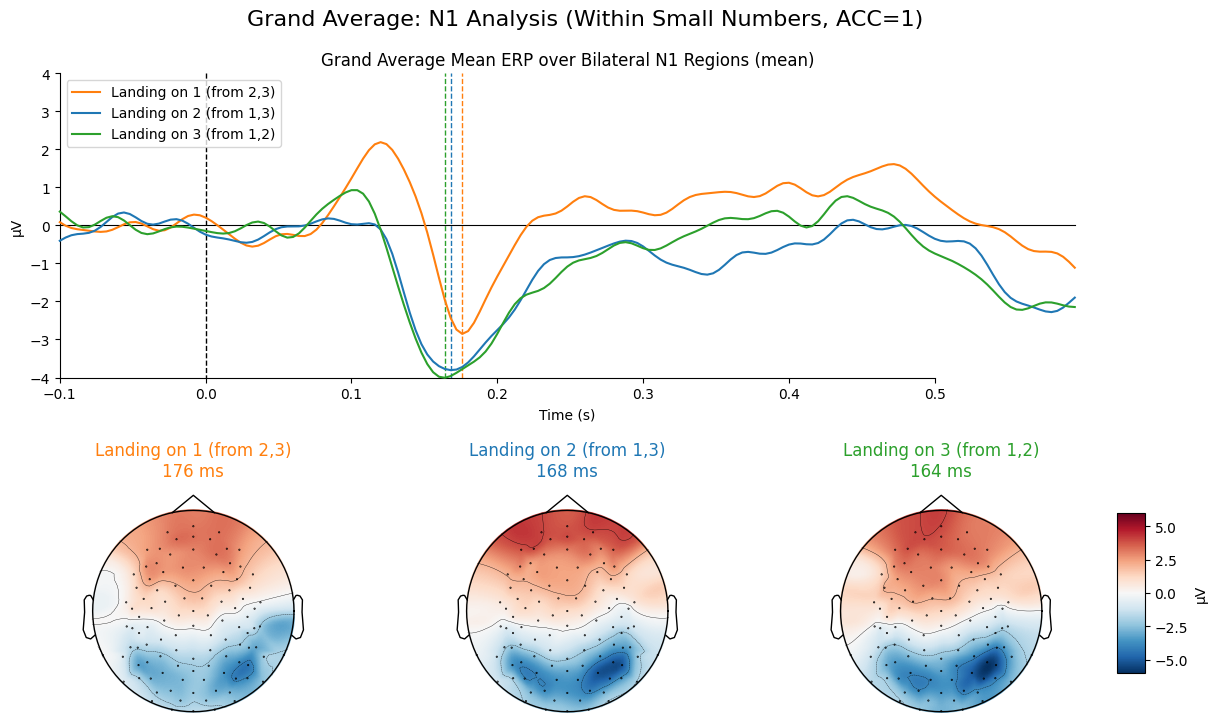 Grand Average: N1 Analysis (Within Small Numbers, ACC=1)
Grand Average Mean ERP over Bilateral N1 Regions (mean)
Landing on 1 (from 2,3)
Landing on 2 (from 1,3)
Landing on 3 (from 1,2)
4
3
2
1
0
−1
−2
−3
−4
µV
−0.1
0.0
0.1
0.2
0.3
0.4
0.5
Time (s)
Landing on 1 (from 2,3)
176 ms
Landing on 2 (from 1,3)
168 ms
Landing on 3 (from 1,2)
164 ms
5.0
2.5
0.0
−2.5
−5.0
µV